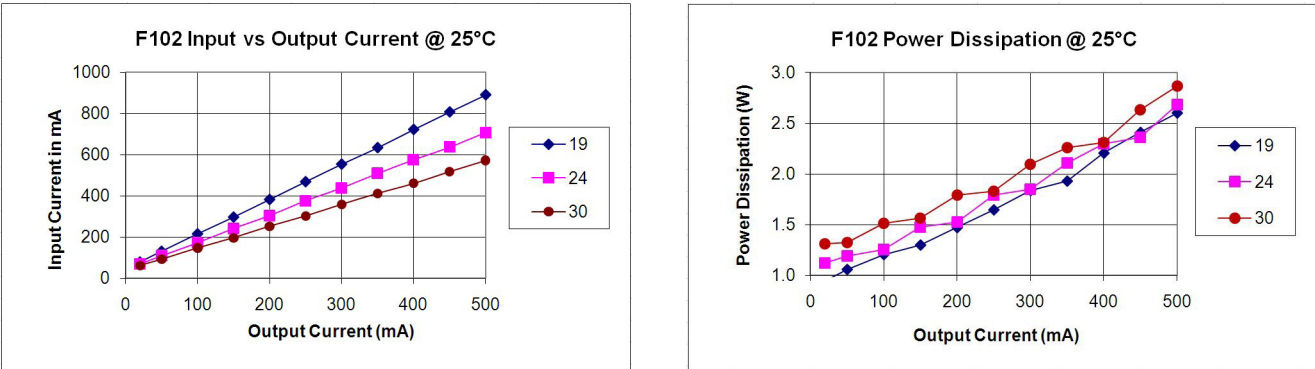 F102 Input vs Output Current @ 25°C
Input Current in mA
1000
800
600
400
200
0
0 100 200 300 400 500
Output Current (mA)
19
24
30
F102 Power Dissipation @ 25°C
Power Dissipation (W)
3.0
2.5
2.0
1.5
1.0
0 100 200 300 400 500
Output Current (mA)
19
24
30